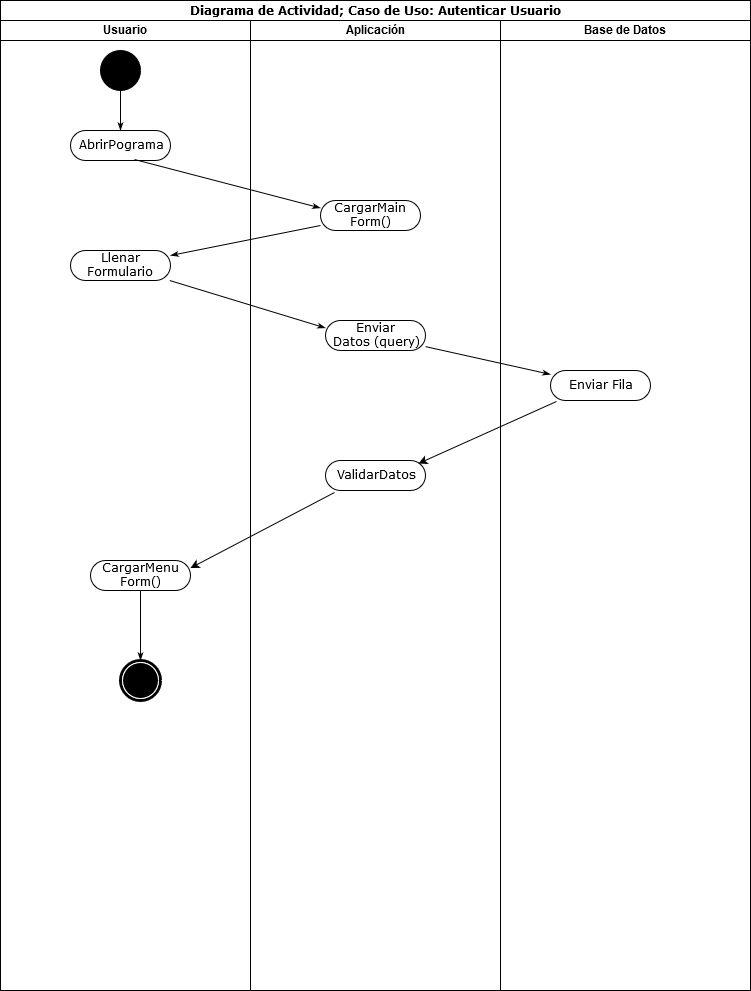 Diagrama de Actividad; Caso de Uso: Autenticar Usuario
Usuario
Aplicación
Base de Datos
AbrirPograma
CargarMain
Form()
Llenar
Formulario
Enviar
Datos (query)
Enviar Fila
ValidarDatos
CargarMenu
Form()